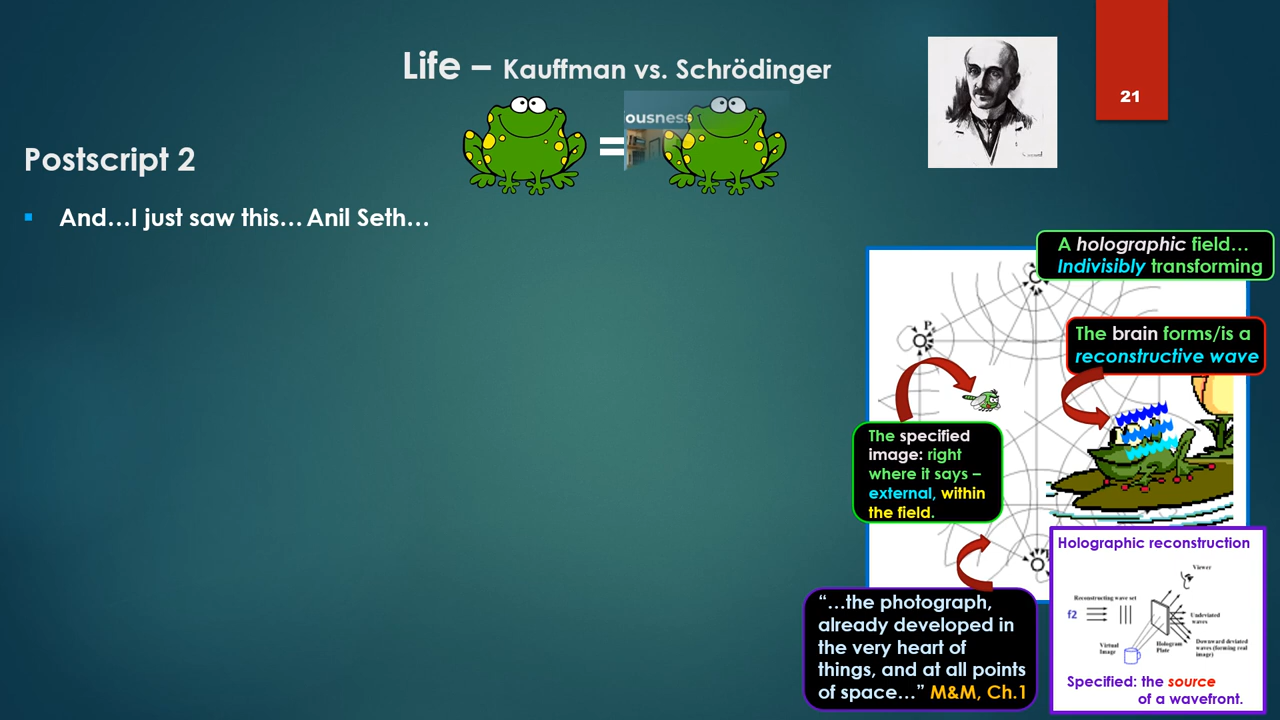 Life – Kauffman vs. Schrödinger
21
=
ousness
Postscript 2
And…I just saw this… Anil Seth…
A holographic field…
Indivisibly transforming
P
The brain forms/is a
reconstructive wave
The specified
image: right
where it says –
external, within
the field.
Holographic reconstruction
Viewer
Reconstructing wave set
f2
Undeviated
waves
Virtual
Image
Hologram
Plate
Downward deviated
waves (forming real
image)
Specified: the source
of a wavefront.
“…the photograph,
already developed in
the very heart of
things, and at all points
of space…” M&M, Ch.1